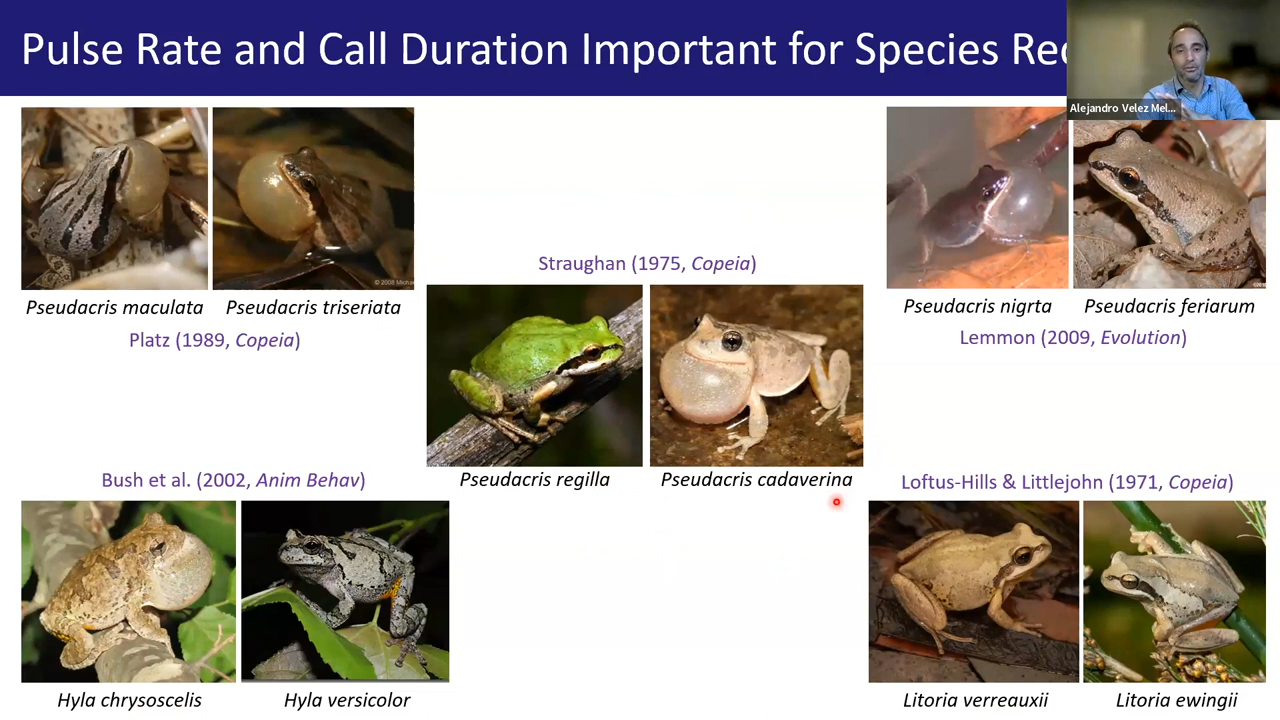 Pulse Rate and Call Duration Important for Species Rec
Alejandro Velez Mel...
© 2008 Michae
Pseudacris maculata
Pseudacris triseriata
Platz (1989, Copeia)
Straughan (1975, Copeia)
Pseudacris nigrta
Pseudacris feriarum
Lemmon (2009, Evolution)
Pseudacris regilla
Pseudacris cadaverina
Bush et al. (2002, Anim Behav)
Loftus-Hills & Littlejohn (1971, Copeia)
Hyla chrysoscelis
Hyla versicolor
Litoria verreauxii
Litoria ewingii